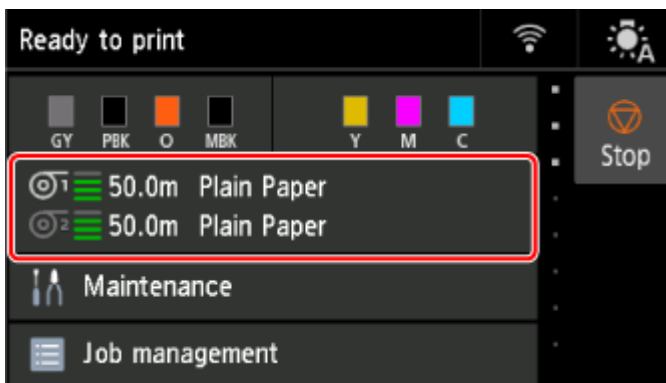 Ready to print
A
GY PBK O MBK Y M C
Stop
1 50.0m Plain Paper
2 50.0m Plain Paper
Maintenance
Job management